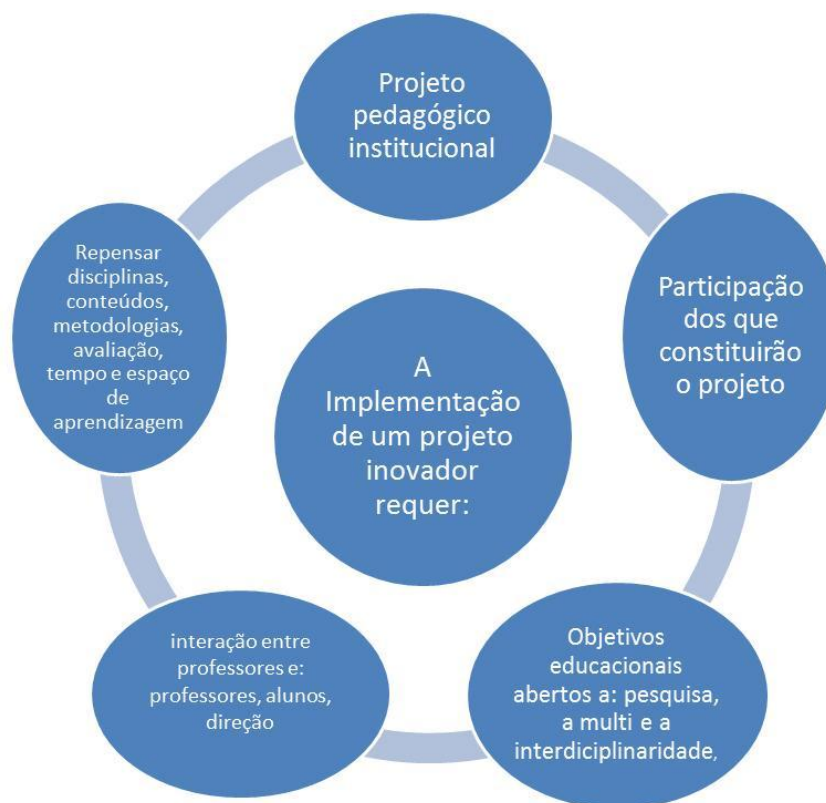 Projeto
pedagógico
institucional
Participação
dos que
constituirão
o projeto
Objetivos
educacionais
abertos a: pesquisa,
a multi e a
interdiciplinaridade,
interação entre
professores e:
professores, alunos,
direção
Repensar
disciplinas,
conteúdos,
metodologias,
avaliação,
tempo e espaço
de
aprendizagem
A
Implementação
de um projeto
inovador
requer: